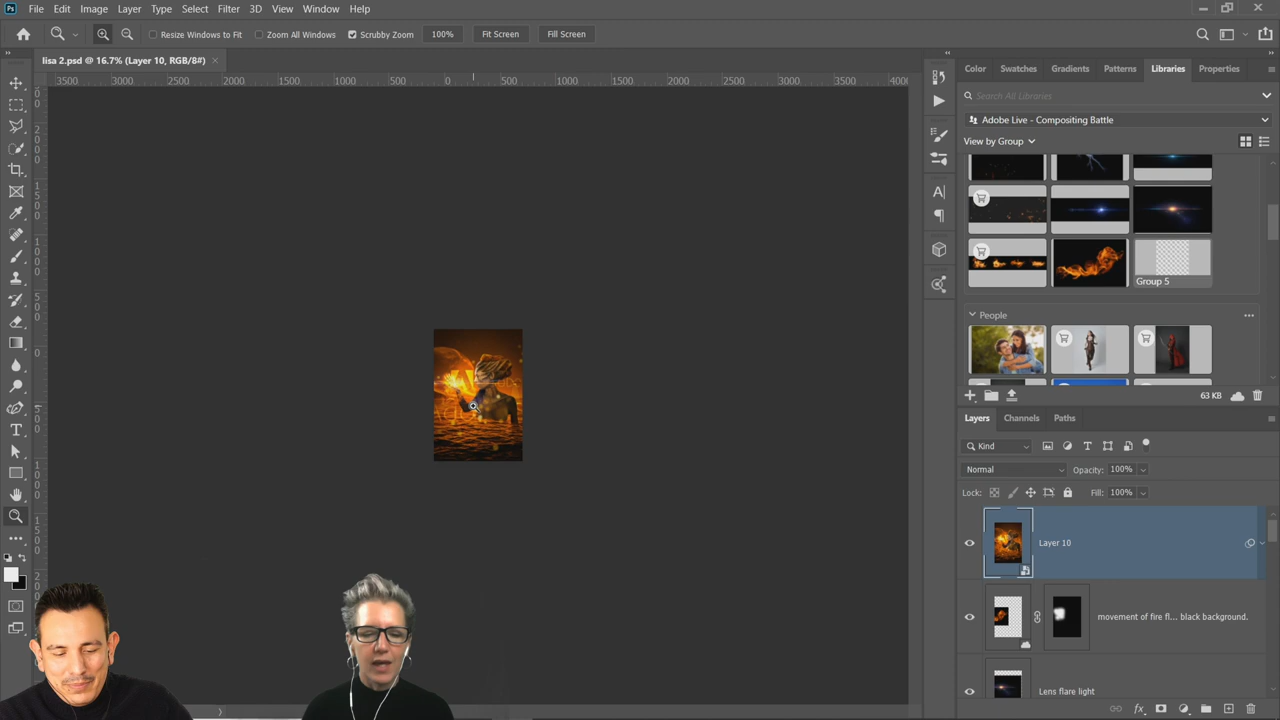 Ps File Edit Image Layer Type Select Filter 3D View Window Help
Resize Windows to Fit Zoom All Windows Scrubby Zoom 100% Fit Screen Fill Screen
lisa 2.psd @ 16.7% (Layer 10, RGB/8#) ×
3500 3000 2500 2000 1500 1000 500 0 500 1000 1500 2000 2500 3000 3500 4000
Color Swatches Gradients Patterns Libraries Properties
Search All Libraries
Adobe Live - Compositing Battle
View by Group
Group 5
People
63 KB
Layers Channels Paths
Kind
Normal Opacity: 100%
Lock: Fill: 100%
Layer 10
movement of fire fl... black background.
Lens flare light